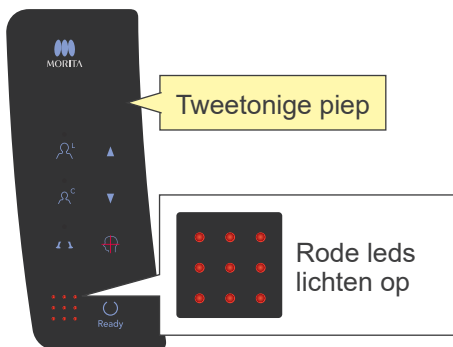 MORITA
Tweetonige piep
L
C
Rode leds
lichten op
Ready